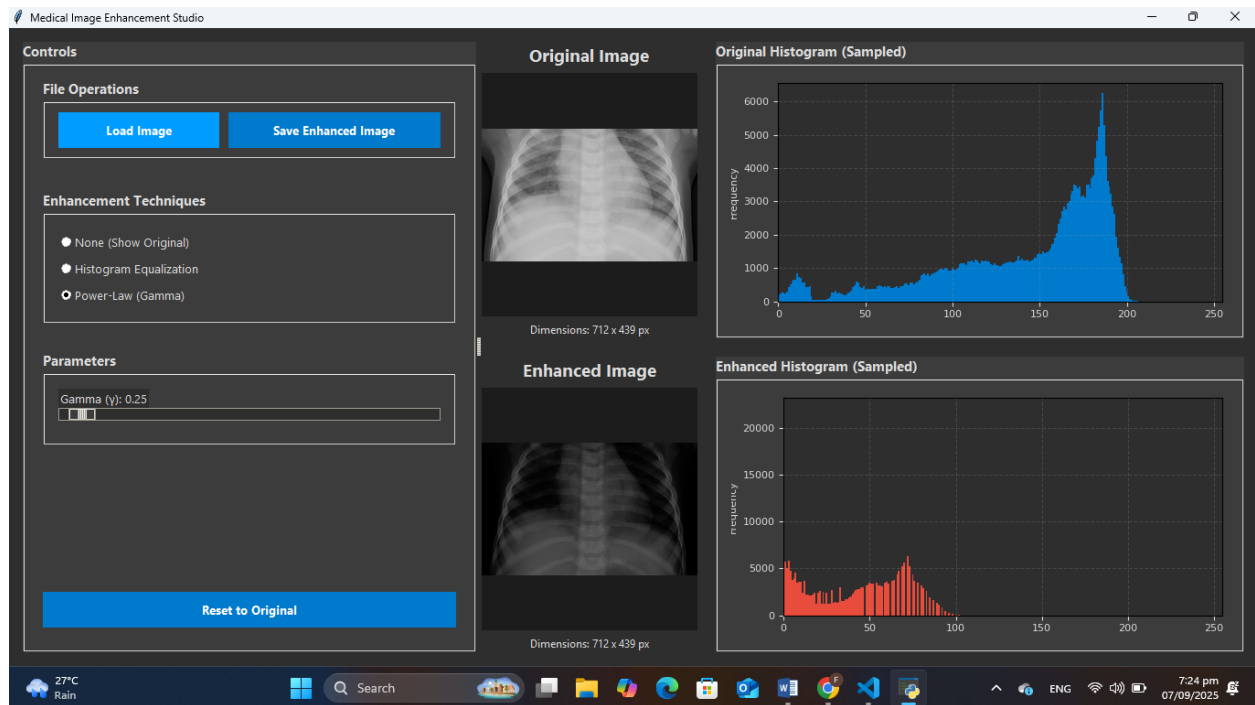 Medical Image Enhancement Studio
Controls
File Operations
Load Image
Save Enhanced Image
Enhancement Techniques
None (Show Original)
Histogram Equalization
Power-Law (Gamma)
Parameters
Gamma (γ): 0.25
Reset to Original
Original Image
Dimensions: 712 x 439 px
Enhanced Image
Dimensions: 712 x 439 px
Original Histogram (Sampled)
Frequency
6000
5000
4000
3000
2000
1000
0
0 50 100 150 200 250
Enhanced Histogram (Sampled)
Frequency
20000
15000
10000
5000
0
0 50 100 150 200 250
27°C
Rain
Search
ENG
7:24 pm
07/09/2025